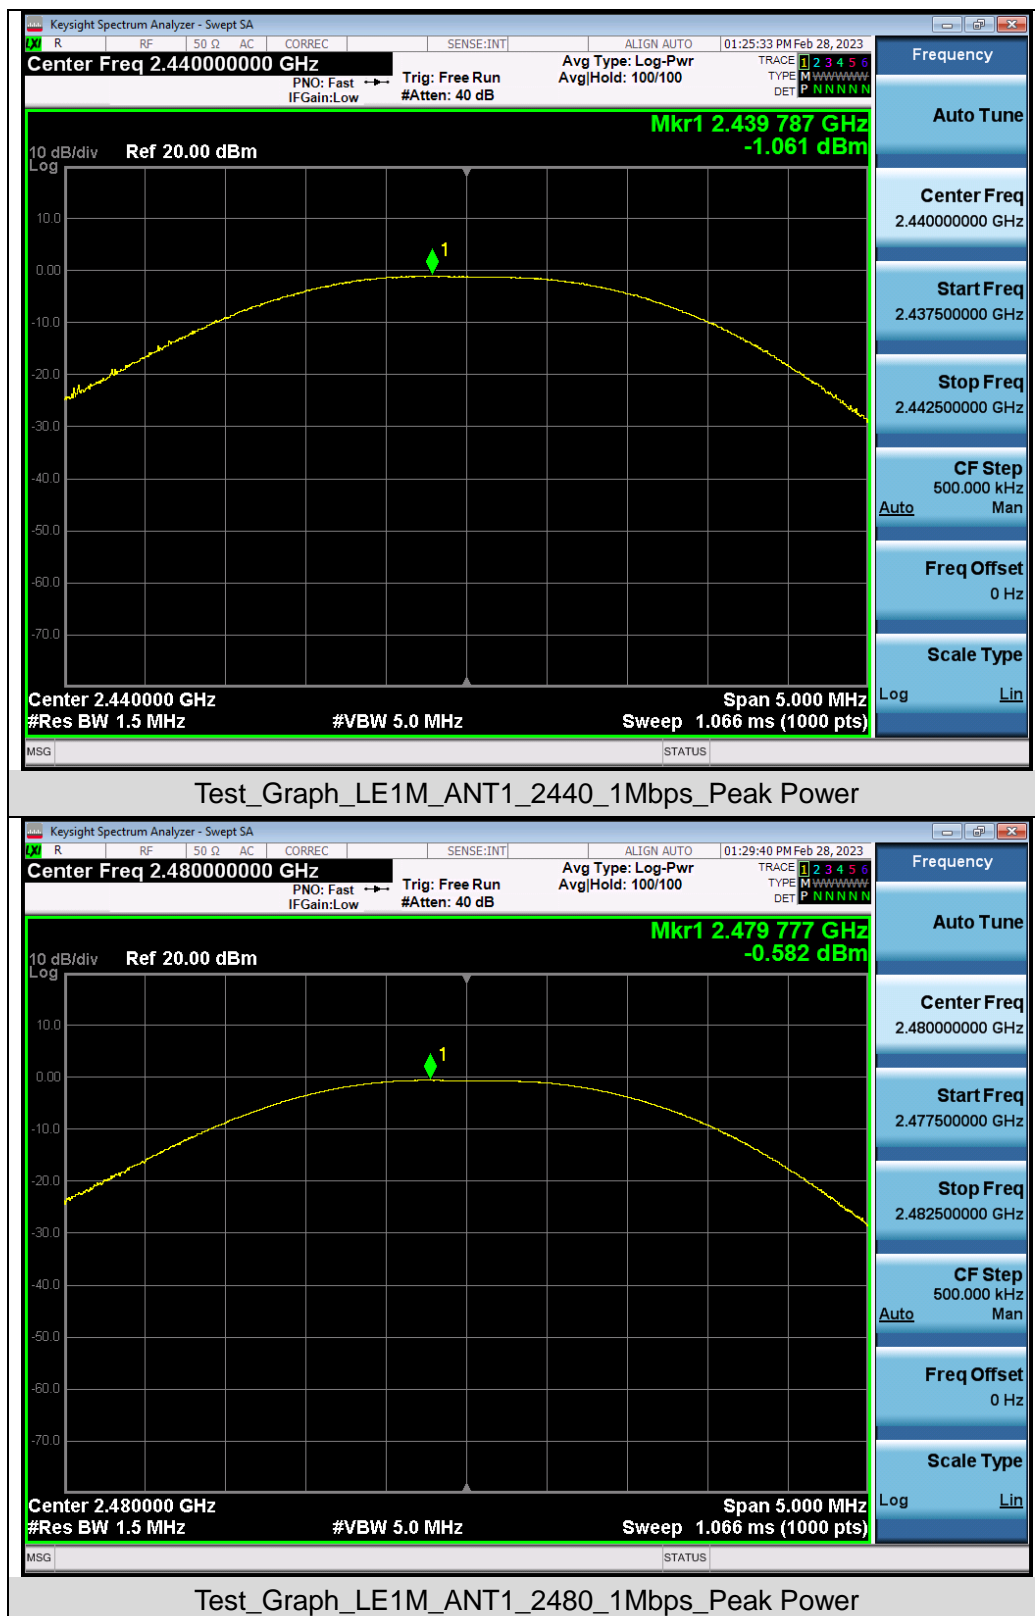 Keysight Spectrum Analyzer - Swept SA
LXI R RF 50 Ω AC CORREC SENSE:INT ALIGN AUTO 01:25:33 PM Feb 28, 2023
Center Freq 2.440000000 GHz
PNO: Fast
IFGain:Low
Trig: Free Run
#Atten: 40 dB
Avg Type: Log-Pwr
Avg|Hold: 100/100
TRACE 1 2 3 4 5 6
TYPE M WWWWW
DET P N N N N N
Mkr1 2.439 787 GHz
-1.061 dBm
10 dB/div Ref 20.00 dBm
Log
10.0
0.00
-10.0
-20.0
-30.0
-40.0
-50.0
-60.0
-70.0
1
Center 2.440000 GHz Span 5.000 MHz
#Res BW 1.5 MHz #VBW 5.0 MHz Sweep 1.066 ms (1000 pts)
MSG STATUS
Frequency
Auto Tune
Center Freq
2.440000000 GHz
Start Freq
2.437500000 GHz
Stop Freq
2.442500000 GHz
CF Step
500.000 kHz
Auto Man
Freq Offset
0 Hz
Scale Type
Log Lin
Test_Graph_LE1M_ANT1_2440_1Mbps_Peak Power
Keysight Spectrum Analyzer - Swept SA
LXI R RF 50 Ω AC CORREC SENSE:INT ALIGN AUTO 01:29:40 PM Feb 28, 2023
Center Freq 2.480000000 GHz
PNO: Fast
IFGain:Low
Trig: Free Run
#Atten: 40 dB
Avg Type: Log-Pwr
Avg|Hold: 100/100
TRACE 1 2 3 4 5 6
TYPE M WWWWW
DET P N N N N N
Mkr1 2.479 777 GHz
-0.582 dBm
10 dB/div Ref 20.00 dBm
Log
10.0
0.00
-10.0
-20.0
-30.0
-40.0
-50.0
-60.0
-70.0
1
Center 2.480000 GHz Span 5.000 MHz
#Res BW 1.5 MHz #VBW 5.0 MHz Sweep 1.066 ms (1000 pts)
MSG STATUS
Frequency
Auto Tune
Center Freq
2.480000000 GHz
Start Freq
2.477500000 GHz
Stop Freq
2.482500000 GHz
CF Step
500.000 kHz
Auto Man
Freq Offset
0 Hz
Scale Type
Log Lin
Test_Graph_LE1M_ANT1_2480_1Mbps_Peak Power